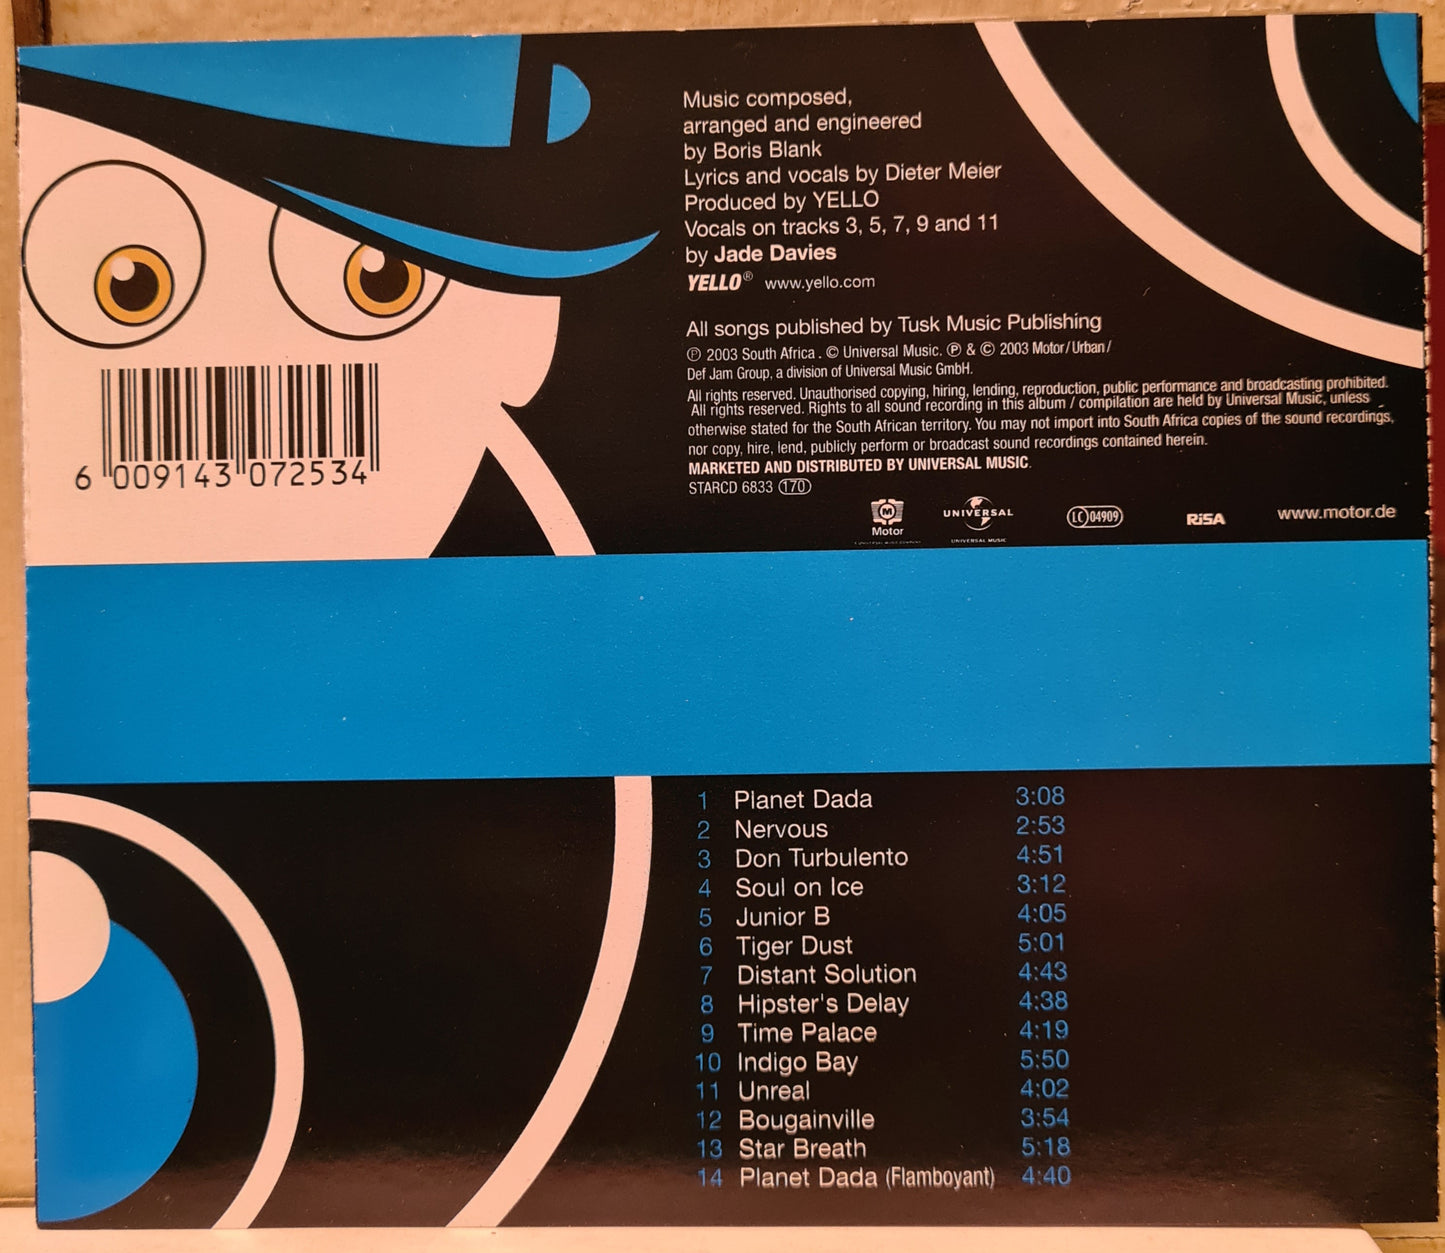 Music composed,
arranged and engineered
by Boris Blank
Lyrics and vocals by Dieter Meier
Produced by YELLO
Vocals on tracks 3, 5, 7, 9 and 11
by Jade Davies
YELLO® www.yello.com
All songs published by Tusk Music Publishing
℗ 2003 South Africa . © Universal Music. ℗ & © 2003 Motor/Urban/
Def Jam Group, a division of Universal Music GmbH.
All rights reserved. Unauthorised copying, hiring, lending, reproduction, public performance and broadcasting prohibited.
All rights reserved. Rights to all sound recording in this album / compilation are held by Universal Music, unless
otherwise stated for the South African territory. You may not import into South Africa copies of the sound recordings,
nor copy, hire, lend, publicly perform or broadcast sound recordings contained herein.
MARKETED AND DISTRIBUTED BY UNIVERSAL MUSIC.
STARCD 6833 (170)
6 009143 072534
M
Motor
UNIVERSAL
UNIVERSAL MUSIC
LC 04909
RiSA
www.motor.de
1 Planet Dada 3:08
2 Nervous 2:53
3 Don Turbulento 4:51
4 Soul on Ice 3:12
5 Junior B 4:05
6 Tiger Dust 5:01
7 Distant Solution 4:43
8 Hipster's Delay 4:38
9 Time Palace 4:19
10 Indigo Bay 5:50
11 Unreal 4:02
12 Bougainville 3:54
13 Star Breath 5:18
14 Planet Dada (Flamboyant) 4:40